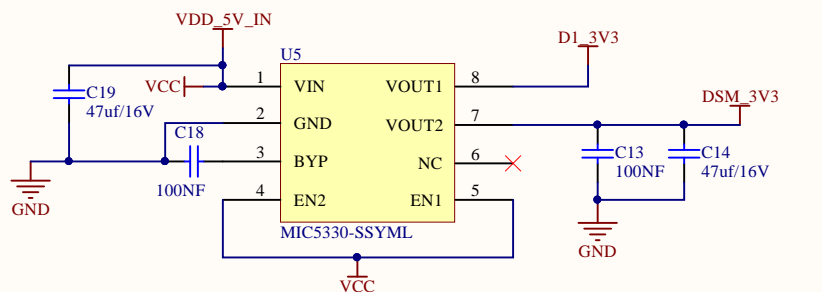 VDD_5V_IN
D1_3V3
U5
VCC
1
VIN
VOUT1
8
C19
47uf/16V
DSM_3V3
2
GND
VOUT2
7
C18
100NF
3
BYP
NC
6
C13
100NF
C14
47uf/16V
4
EN2
EN1
5
GND
MIC5330-SSYML
GND
VCC